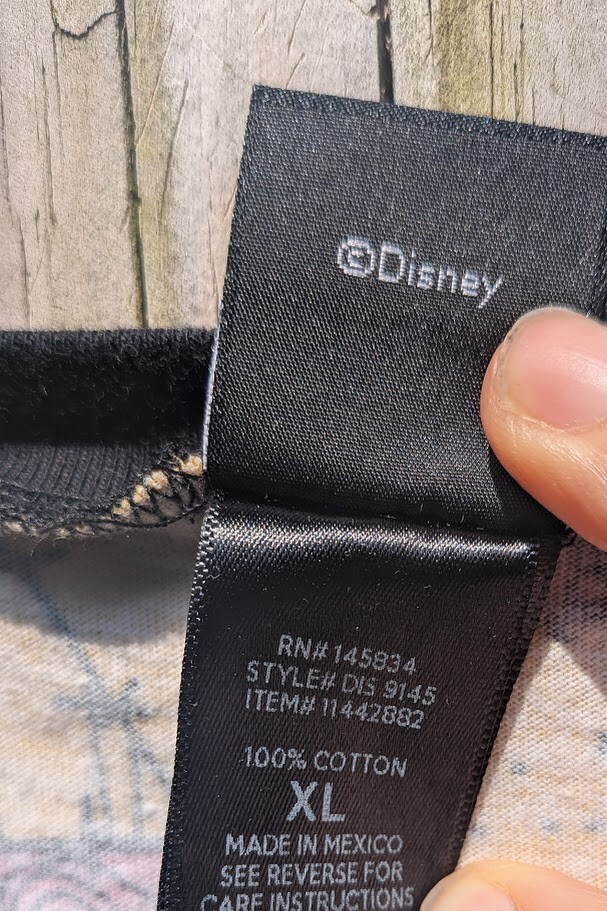 ©Disney
RN# 145834
STYLE# DIS 9145
ITEM# 11442882
100% COTTON
XL
MADE IN MEXICO
SEE REVERSE FOR
CARE INSTRUCTIONS